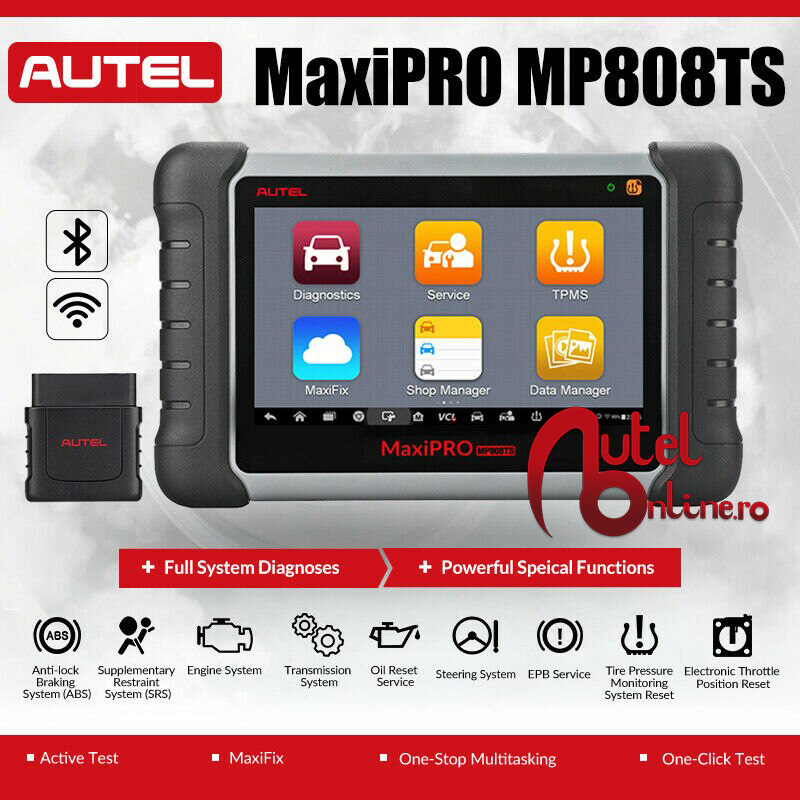 AUTEL
MaxiPRO MP808TS
AUTEL
Diagnostics
Service
TPMS
MaxiFix
Shop Manager
Data Manager
VCI
AUTEL
MaxiPRO MP808TS
Autel
Online.ro
+ Full System Diagnoses
+ Powerful Speical Functions
ABS
Anti-lock
Braking
System (ABS)
Supplementary
Restraint
System (SRS)
Engine System
Transmission
System
Oil Reset
Service
Steering System
EPB Service
Tire Pressure
Monitoring
System Reset
Electronic Throttle
Position Reset
▪ Active Test
▪ MaxiFix
▪ One-Stop Multitasking
▪ One-Click Test